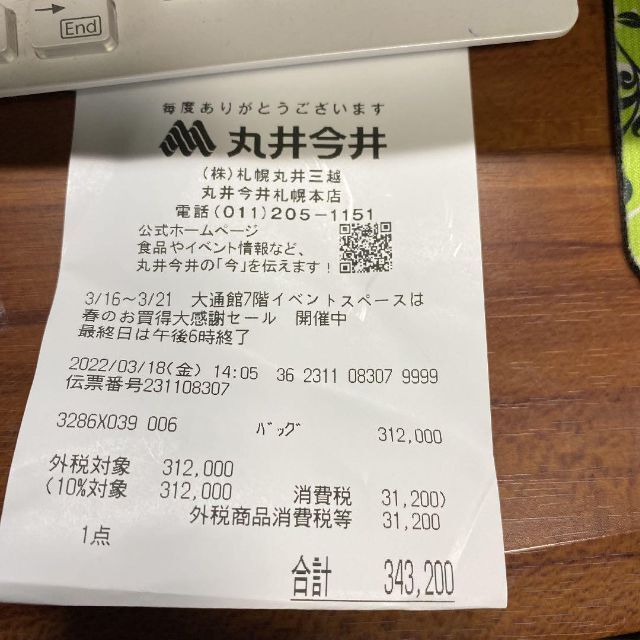 End
毎度ありがとうございます
丸井今井
(株)札幌丸井三越
丸井今井札幌本店
電話(011)205-1151
公式ホームページ
食品やイベント情報など、
丸井今井の「今」を伝えます!
3/16~3/21 大通館7階イベントスペースは
春のお買得大感謝セール 開催中
最終日は午後6時終了
2022/03/18(金) 14:05 36 2311 08307 9999
伝票番号231108307
3286X039 006 バッグ 312,000
外税対象 312,000
(10%対象 312,000 消費税 31,200)
外税商品消費税等 31,200
1点
合計 343,200